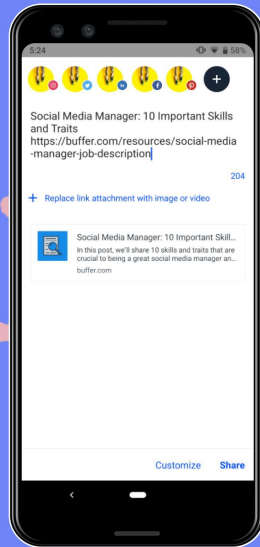 5:24
58%
Social Media Manager: 10 Important Skills
and Traits
https://buffer.com/resources/social-media
-manager-job-description
204
+ Replace link attachment with image or video
Social Media Manager: 10 Important Skill...
In this post, we'll share 10 skills and traits that are
crucial to being a great social media manager an...
buffer.com
Customize Share